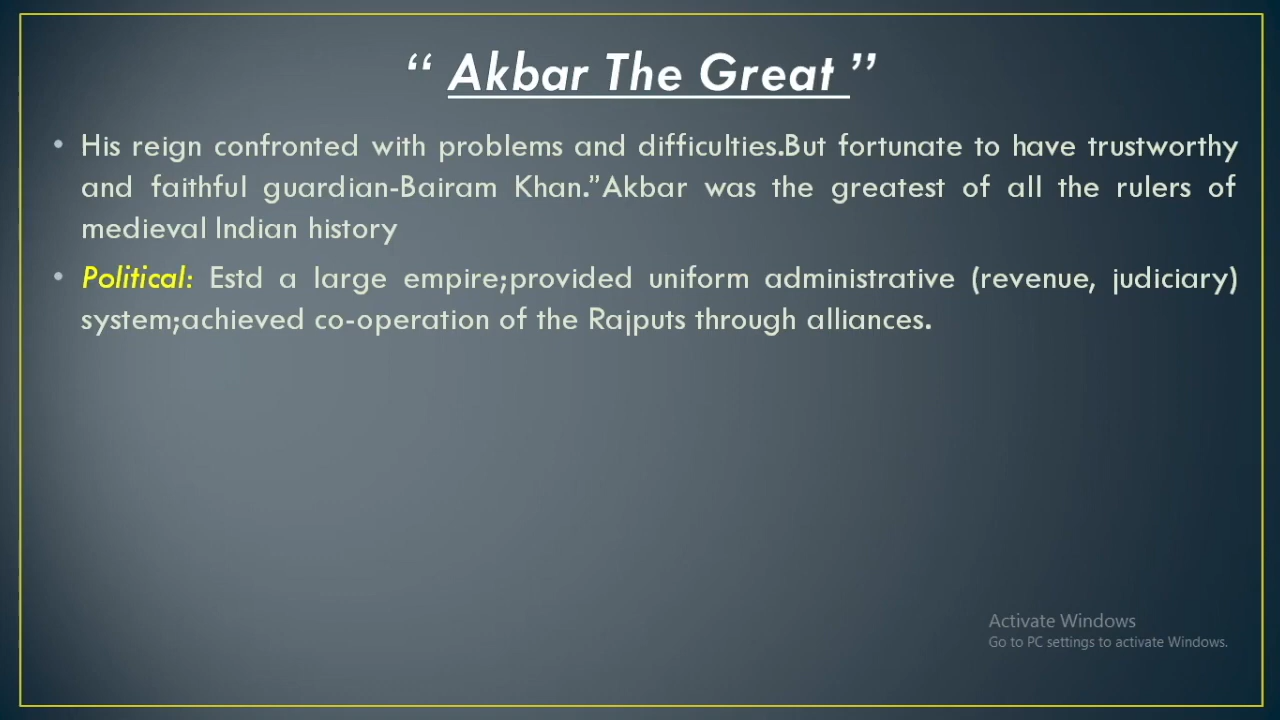 “ Akbar The Great ”
• His reign confronted with problems and difficulties.But fortunate to have trustworthy
and faithful guardian-Bairam Khan.”Akbar was the greatest of all the rulers of
medieval Indian history
• Political: Estd a large empire;provided uniform administrative (revenue, judiciary)
system;achieved co-operation of the Rajputs through alliances.
Activate Windows
Go to PC settings to activate Windows.